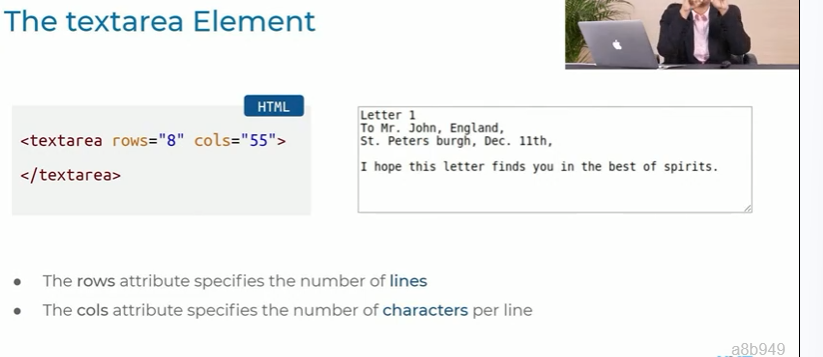 The textarea Element
HTML
<textarea rows="8" cols="55">
</textarea>
Letter 1
To Mr. John, England,
St. Peters burgh, Dec. 11th,
I hope this letter finds you in the best of spirits.
The rows attribute specifies the number of lines
The cols attribute specifies the number of characters per line
a8b949